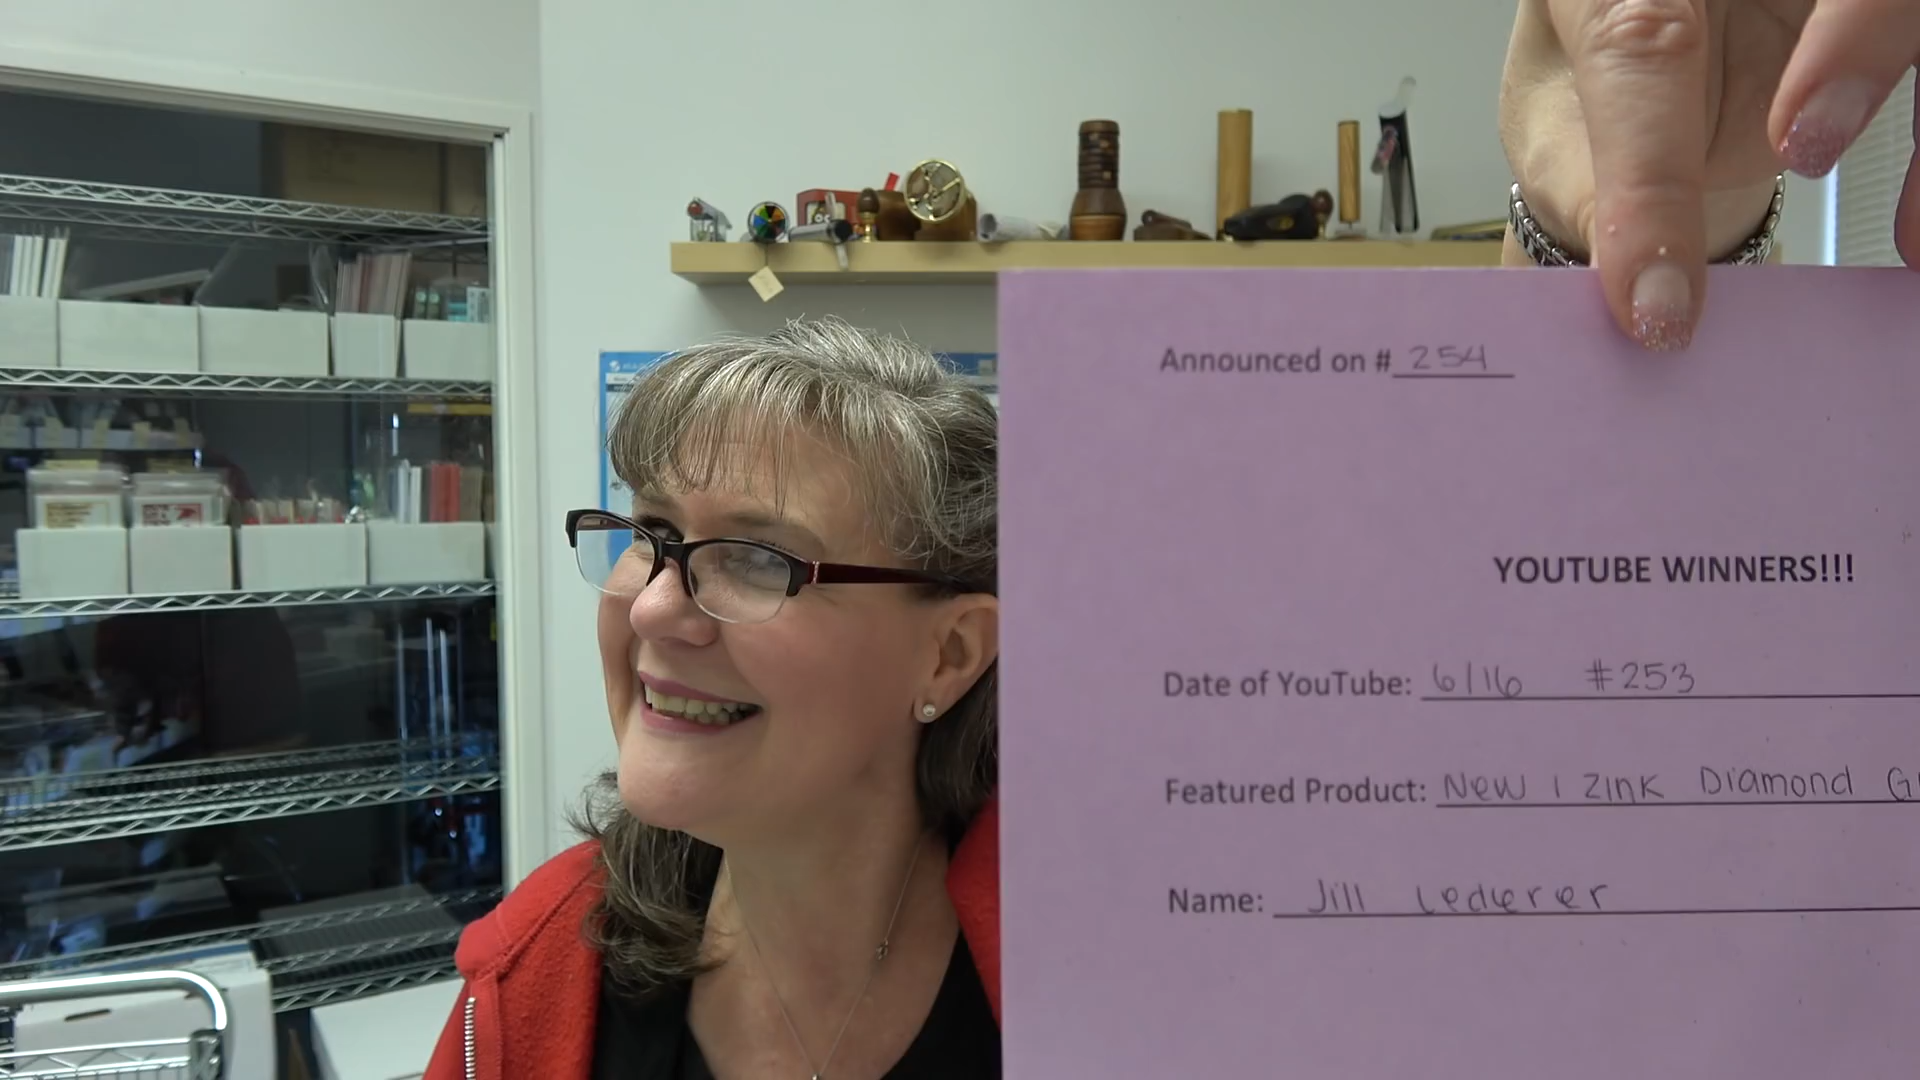 Announced on # 254
YOUTUBE WINNERS!!!
Date of YouTube: 6/16 #253
Featured Product: New I Zink Diamond
Name: Jill Lederer